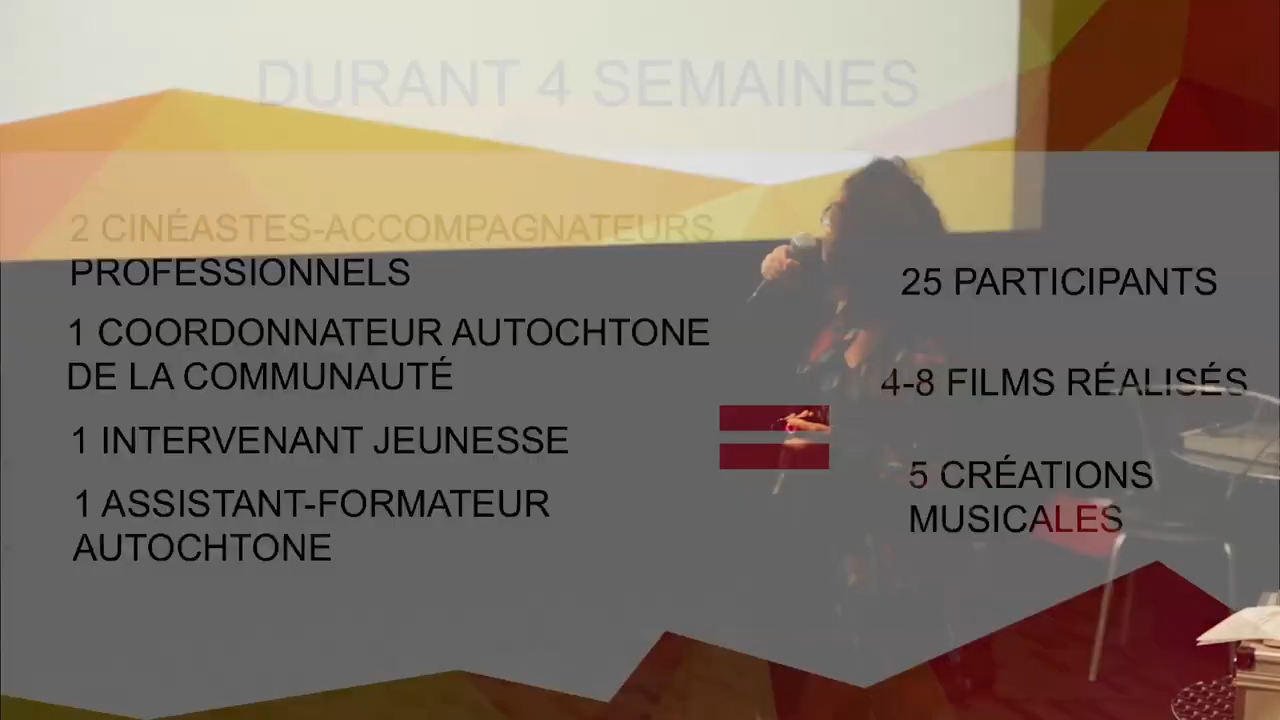 DURANT 4 SEMAINES
2 CINÉASTES-ACCOMPAGNATEURS
PROFESSIONNELS
1 COORDONNATEUR AUTOCHTONE
DE LA COMMUNAUTÉ
1 INTERVENANT JEUNESSE
1 ASSISTANT-FORMATEUR
AUTOCHTONE
25 PARTICIPANTS
4-8 FILMS RÉALISÉS
5 CRÉATIONS
MUSICALES